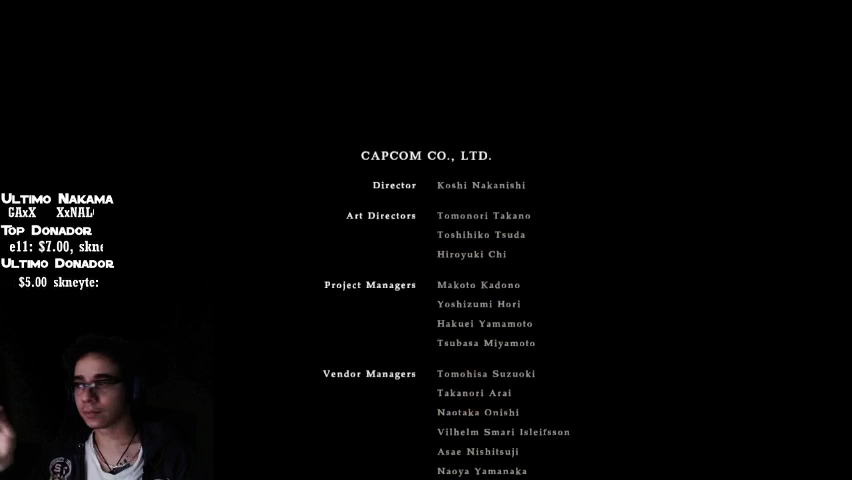 CAPCOM CO., LTD.
Director Koshi Nakanishi
Art Directors Tomonori Takano
Toshihiko Tsuda
Hiroyuki Chi
Project Managers Makoto Kadono
Yoshizumi Hori
Hakuei Yamamoto
Tsubasa Miyamoto
Vendor Managers Tomohisa Suzuoki
Takanori Arai
Naotaka Onishi
Vilhelm Smari Isleifsson
Asae Nishitsuji
Naoya Yamanaka
Ultimo Nakama
GAxX XxNAL
Top Donador
e11: $7.00, skne
Ultimo Donador
$5.00 skncyte: